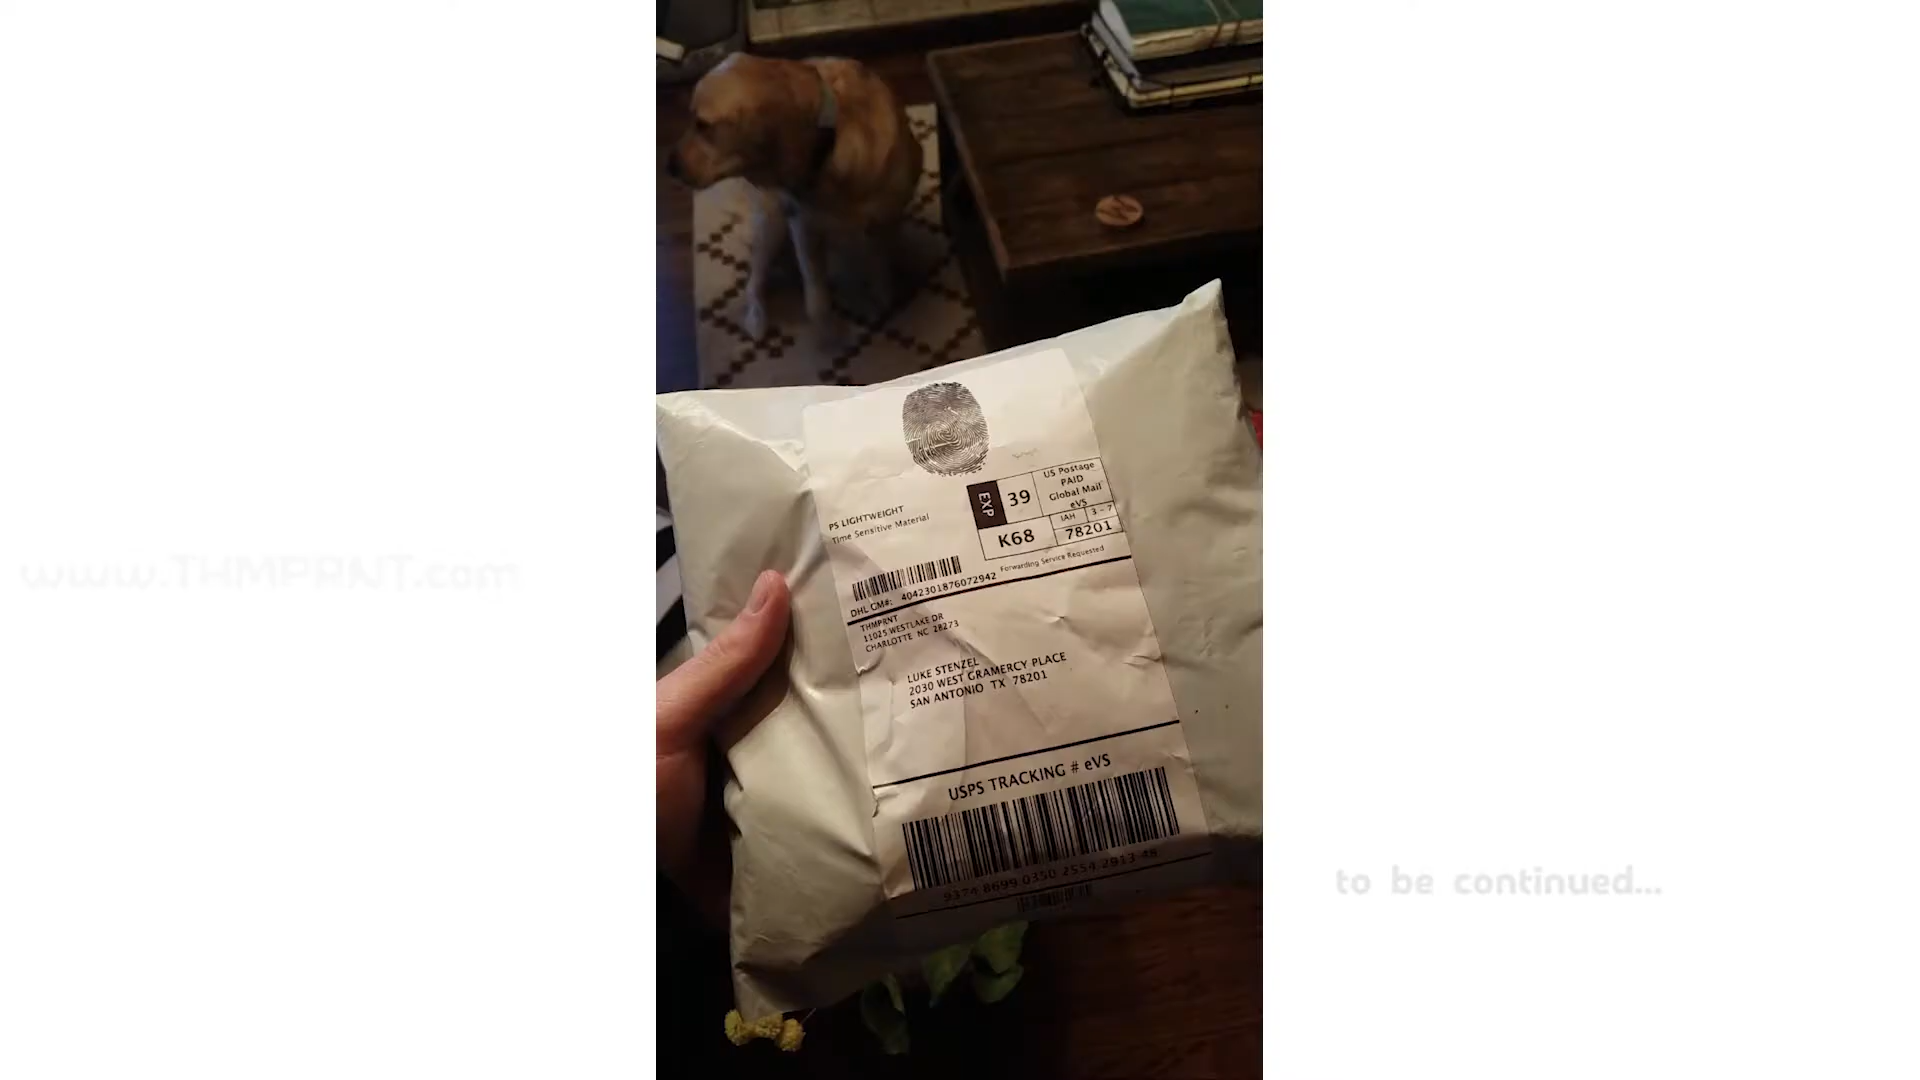 EXP
39
US Postage
PAID
Global Mail
eVS
PS LIGHTWEIGHT
Time Sensitive Material
IAH
3 - 7
K68
78201
Forwarding Service Requested
DHL GM#: 4042301876072942
THMPRNT
11025 WESTLAKE DR
CHARLOTTE NC 28273
LUKE STENZEL
2030 WEST GRAMERCY PLACE
SAN ANTONIO TX 78201
USPS TRACKING # eVS
9374 8699 0350 2554 2913 48
www.THMPRNT.com
to be continued...